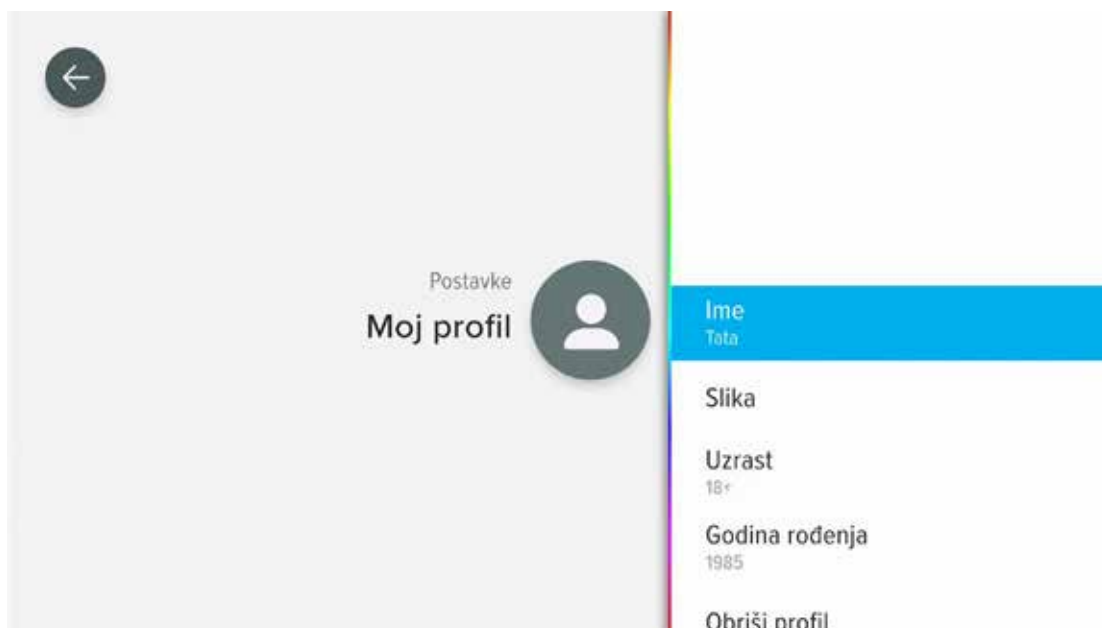 Postavke
Moj profil
Ime
Tata
Slika
Uzrast
18+
Godina rođenja
1985
Obriši profil